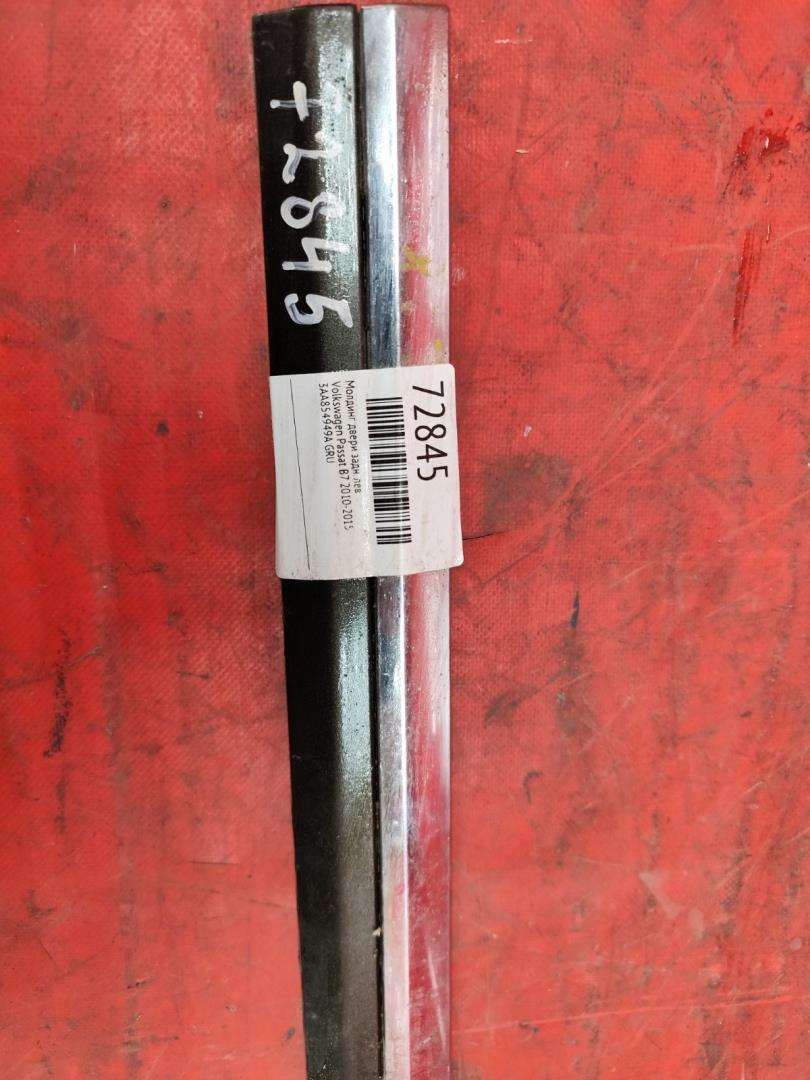 72845
72845
Молдинг двери задн лев
Volkswagen Passat B7 2010-2015
3AA854949A GRU